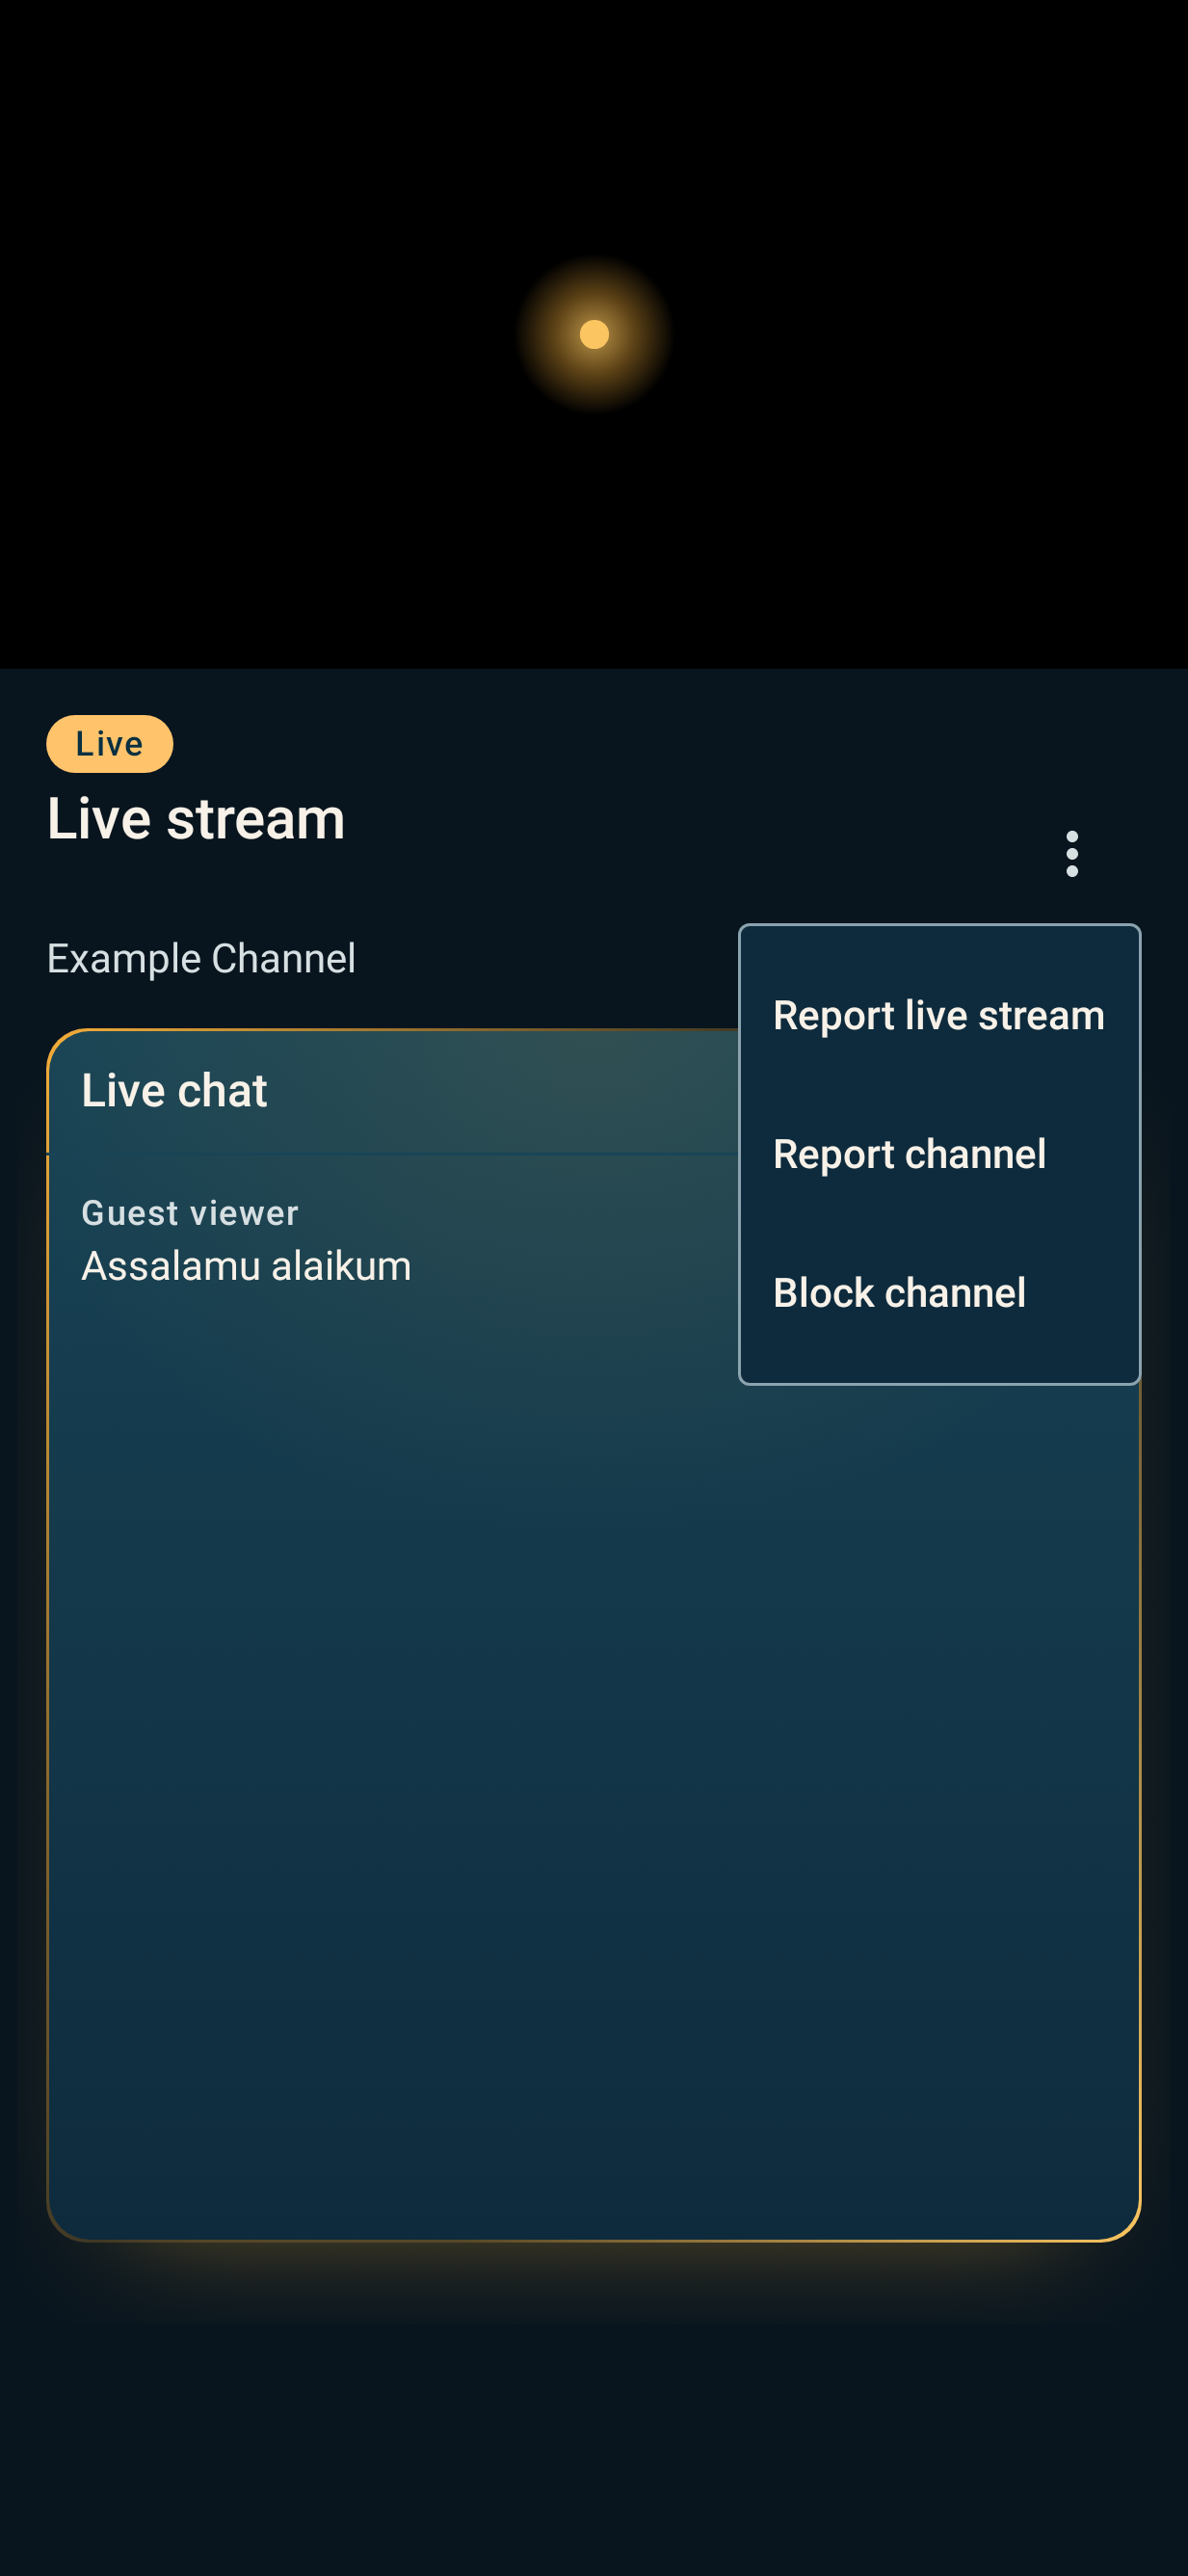 Live
Live stream
Example Channel
Report live stream
Report channel
Block channel
Live chat
Guest viewer
Assalamu alaikum